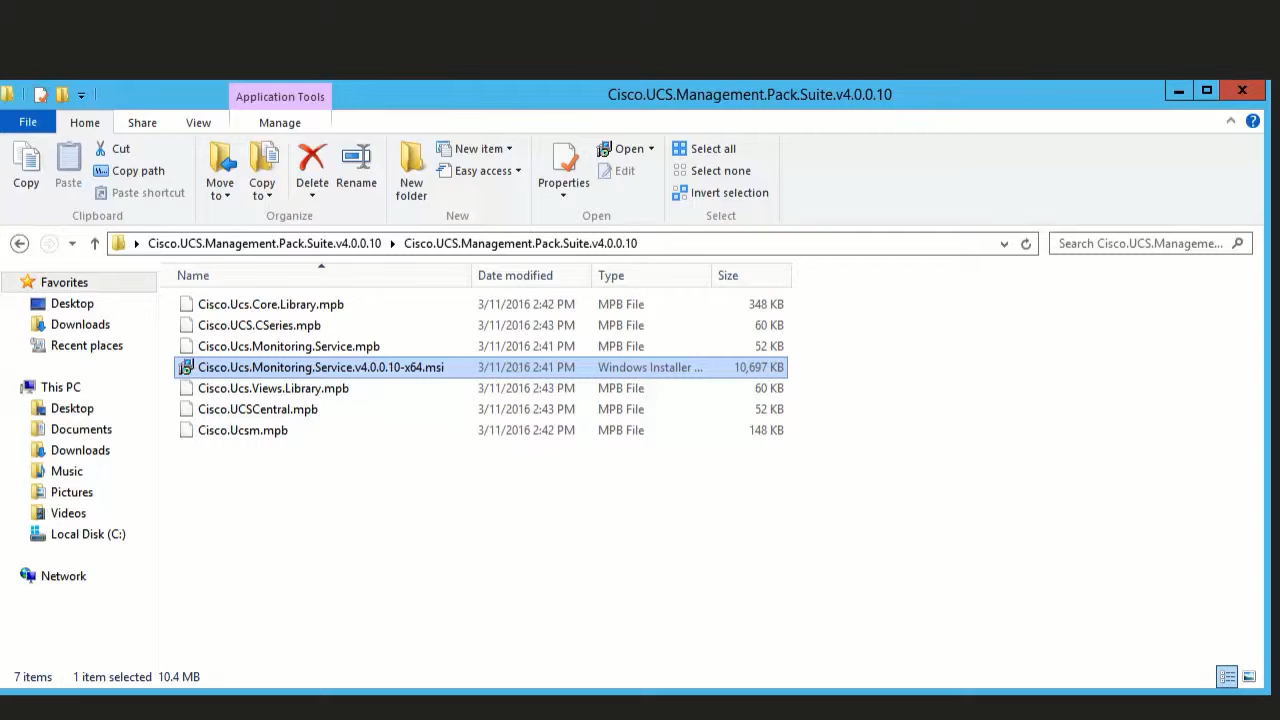 Application Tools
Cisco.UCS.Management.Pack.Suite.v4.0.0.10
File
Home
Share
View
Manage
Copy
Paste
Cut
Copy path
Paste shortcut
Clipboard
Move to
Copy to
Delete
Rename
Organize
New folder
New item
Easy access
New
Properties
Open
Edit
Open
Select all
Select none
Invert selection
Select
Cisco.UCS.Management.Pack.Suite.v4.0.0.10 Cisco.UCS.Management.Pack.Suite.v4.0.0.10
Search Cisco.UCS.Manageme...
Favorites
Desktop
Downloads
Recent places
This PC
Desktop
Documents
Downloads
Music
Pictures
Videos
Local Disk (C:)
Network
Name Date modified Type Size
Cisco.Ucs.Core.Library.mpb 3/11/2016 2:42 PM MPB File 348 KB
Cisco.UCS.CSeries.mpb 3/11/2016 2:43 PM MPB File 60 KB
Cisco.Ucs.Monitoring.Service.mpb 3/11/2016 2:41 PM MPB File 52 KB
Cisco.Ucs.Monitoring.Service.v4.0.0.10-x64.msi 3/11/2016 2:41 PM Windows Installer ... 10,697 KB
Cisco.Ucs.Views.Library.mpb 3/11/2016 2:43 PM MPB File 60 KB
Cisco.UCSCentral.mpb 3/11/2016 2:43 PM MPB File 52 KB
Cisco.Ucsm.mpb 3/11/2016 2:42 PM MPB File 148 KB
7 items 1 item selected 10.4 MB